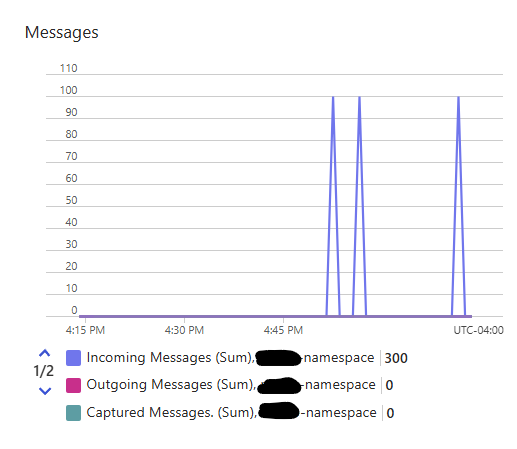 Messages
110
100
90
80
70
60
50
40
30
20
10
0
4:15 PM 4:30 PM 4:45 PM UTC-04:00
Incoming Messages (Sum), -namespace 300
1/2
Outgoing Messages (Sum), -namespace 0
Captured Messages. (Sum), -namespace 0